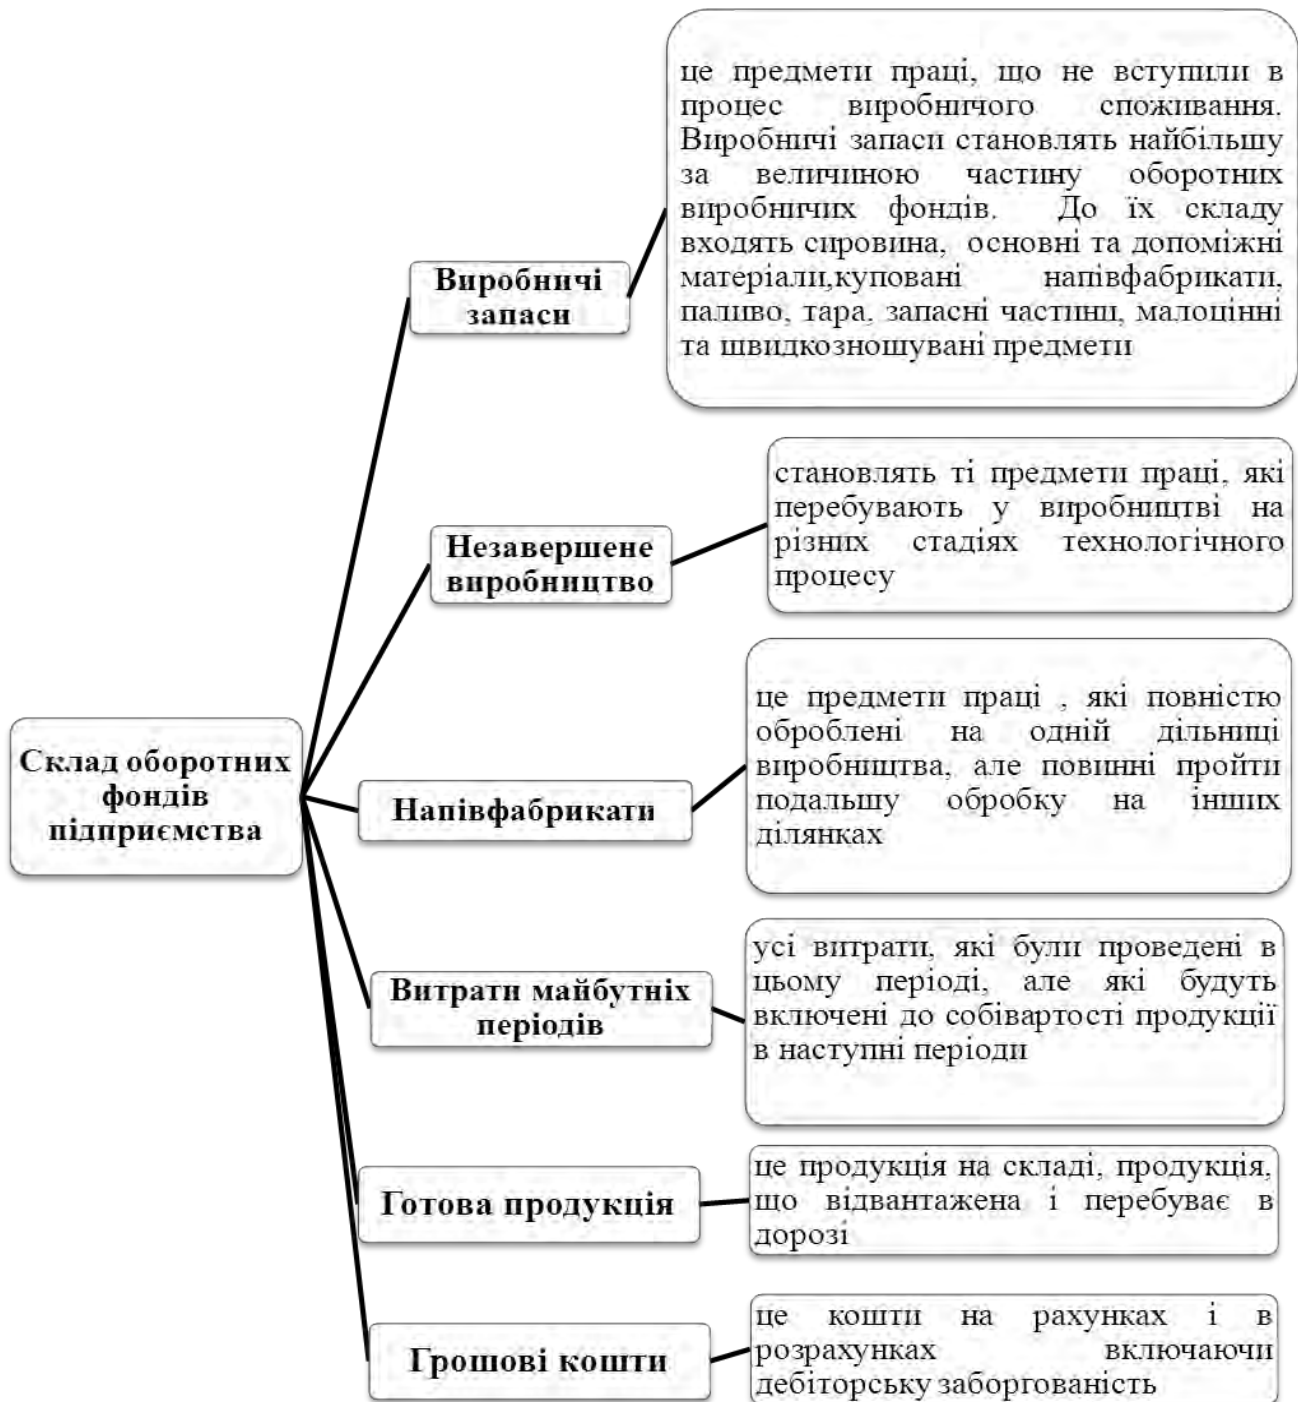 Склад оборотних
фондів
підприємства
Виробничі
запаси
це предмети праці, що не вступили в
процес виробничого споживання.
Виробничі запаси становлять найбільшу
за величиною частину оборотних
виробничих фондів. До їх складу
входять сировина, основні та допоміжні
матеріали,куповані напівфабрикати,
паливо, тара, запасні частини, малоцінні
та швидкозношувані предмети
Незавершене
виробництво
становлять ті предмети праці, які
перебувають у виробництві на
різних стадіях технологічного
процесу
Напівфабрикати
це предмети праці , які повністю
оброблені на одній дільниці
виробництва, але повинні пройти
подальшу обробку на інших
ділянках
Витрати майбутніх
періодів
усі витрати, які були проведені в
цьому періоді, але які будуть
включені до собівартості продукції
в наступні періоди
Готова продукція
це продукція на складі, продукція,
що відвантажена і перебуває в
дорозі
Грошові кошти
це кошти на рахунках і в
розрахунках включаючи
дебіторську заборгованість